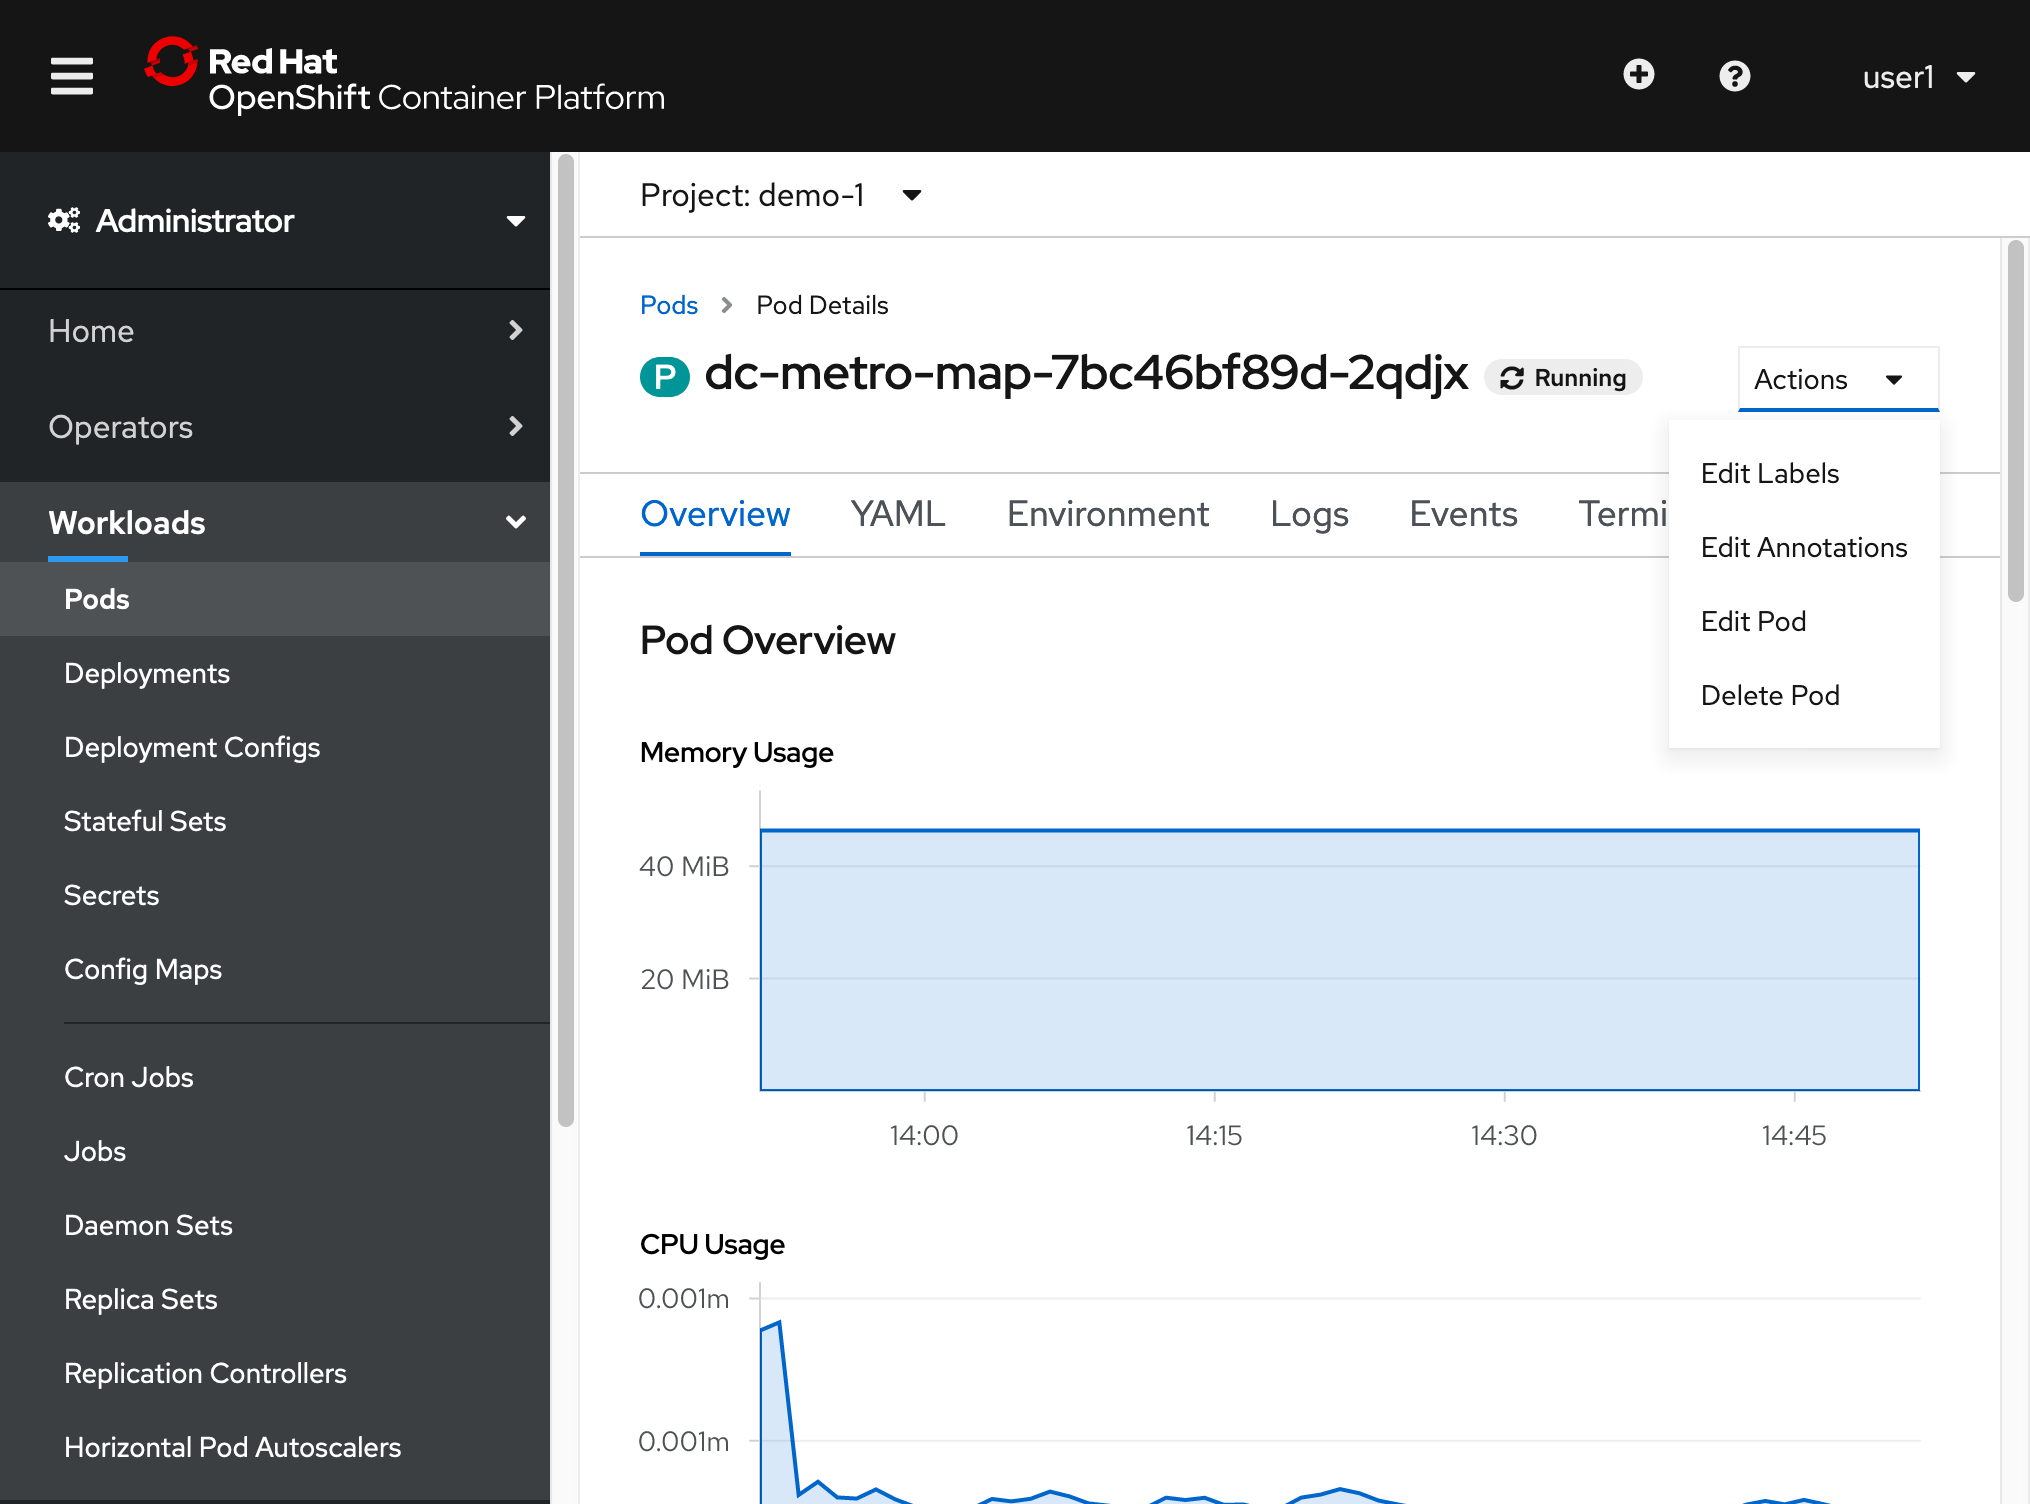 Red Hat
OpenShift Container Platform
user1
Administrator
Home
Operators
Workloads
Pods
Deployments
Deployment Configs
Stateful Sets
Secrets
Config Maps
Cron Jobs
Jobs
Daemon Sets
Replica Sets
Replication Controllers
Horizontal Pod Autoscalers
Project: demo-1
Pods Pod Details
P dc-metro-map-7bc46bf89d-2qdjx Running
Actions
Edit Labels
Edit Annotations
Edit Pod
Delete Pod
Overview YAML Environment Logs Events Termi
Pod Overview
Memory Usage
40 MiB
20 MiB
14:00 14:15 14:30 14:45
CPU Usage
0.001m
0.001m